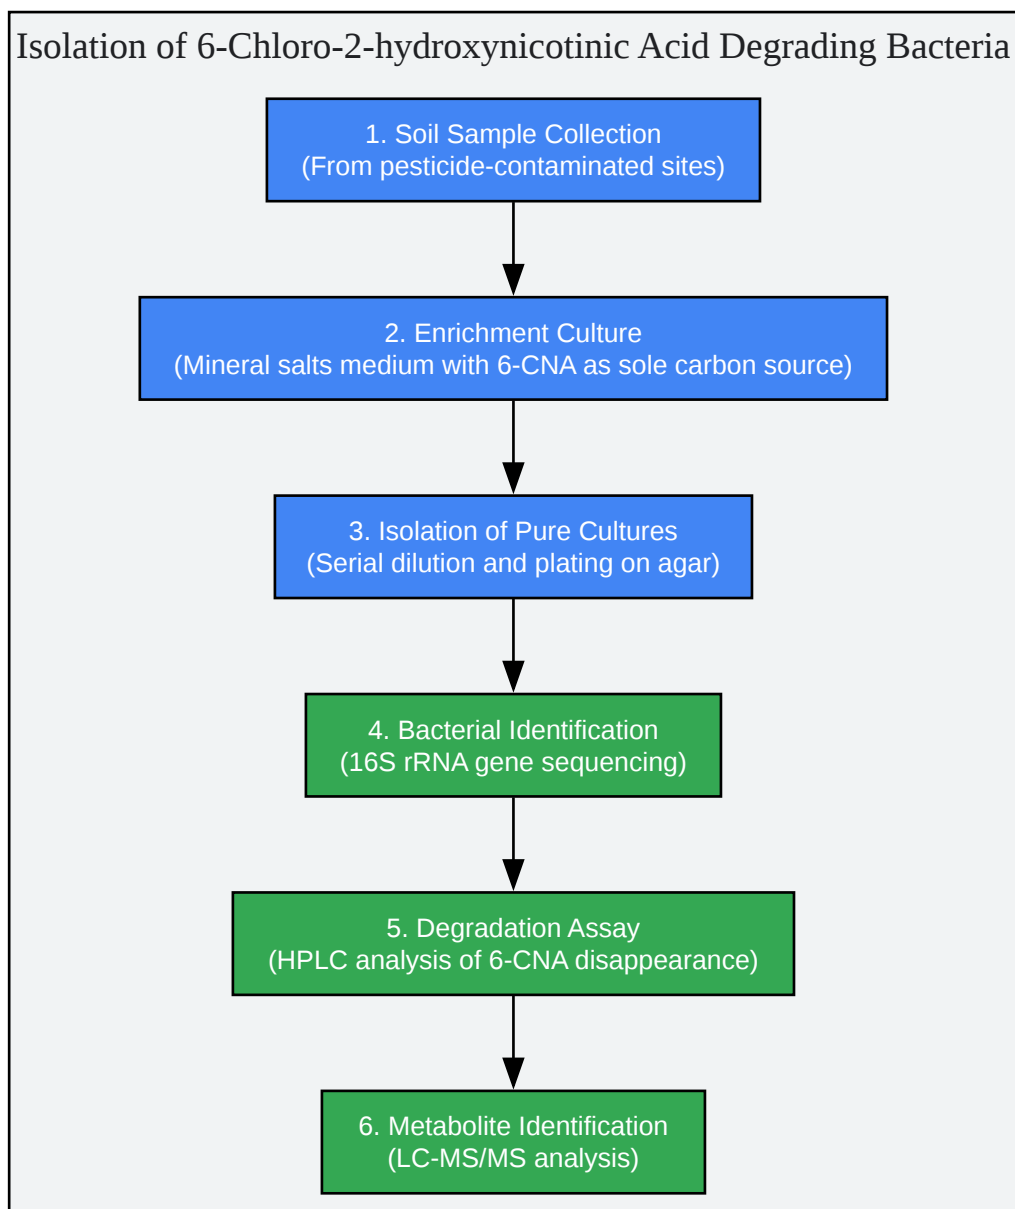 Isolation of 6-Chloro-2-hydroxynicotinic Acid Degrading Bacteria
1. Soil Sample Collection
(From pesticide-contaminated sites)
2. Enrichment Culture
(Mineral salts medium with 6-CNA as sole carbon source)
3. Isolation of Pure Cultures
(Serial dilution and plating on agar)
4. Bacterial Identification
(16S rRNA gene sequencing)
5. Degradation Assay
(HPLC analysis of 6-CNA disappearance)
6. Metabolite Identification
(LC-MS/MS analysis)